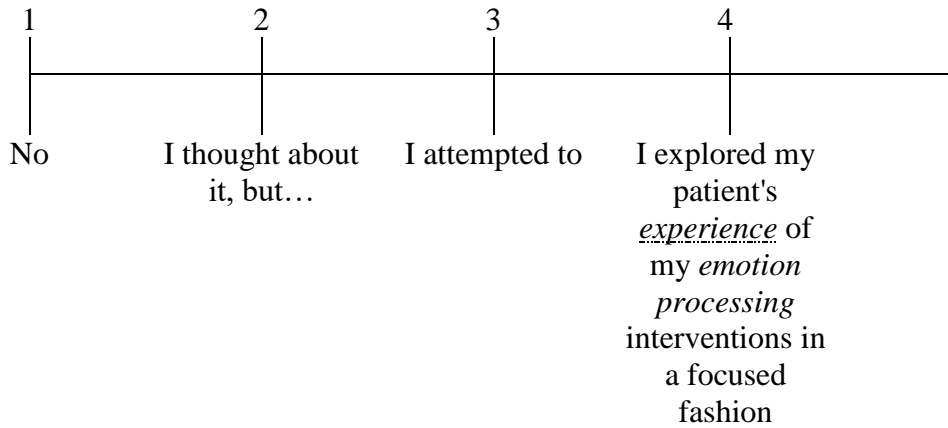 1 2 3 4
No I thought about I attempted to I explored my
it, but… patient's
experience of
my emotion
processing
interventions in
a focused
fashion